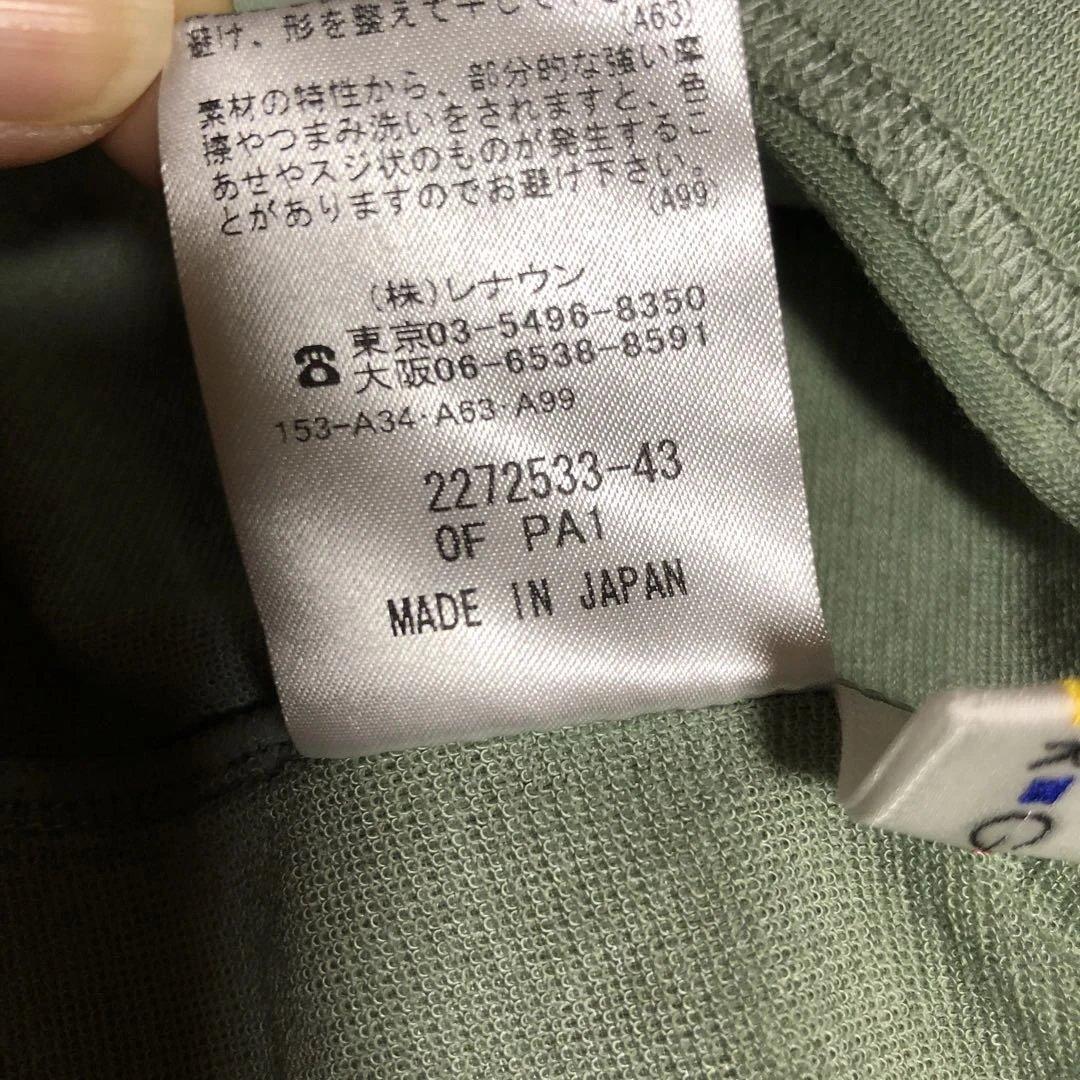 避け、形を整えて干して
(A63)
素材の特性から、部分的な強い摩
擦やつまみ洗いをされますと、色
あせやスジ状のものが発生するこ
とがありますのでお避け下さい。
(A99)
(株)レナウン
☎ 東京03-5496-8350
大阪06-6538-8591
153-A34·A63·A99
2272533-43
0F PA1
MADE IN JAPAN
K G